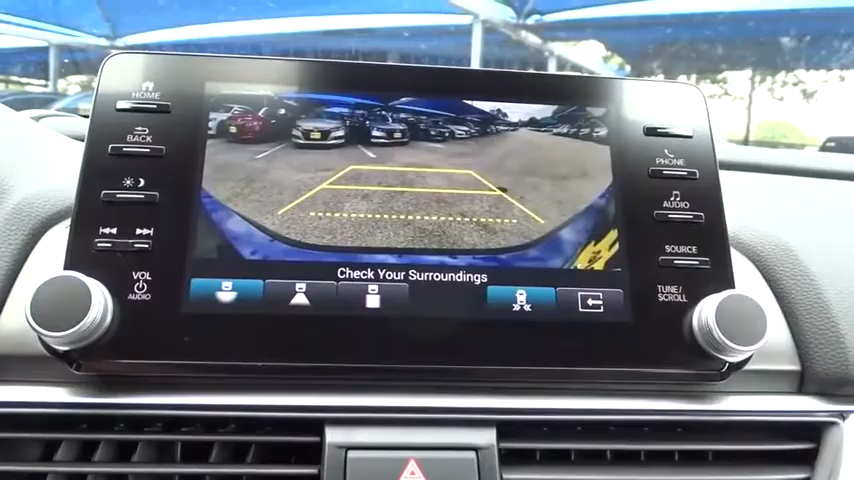 HOME
BACK
VOL
AUDIO
Check Your Surroundings
PHONE
AUDIO
SOURCE
TUNE/
SCROLL